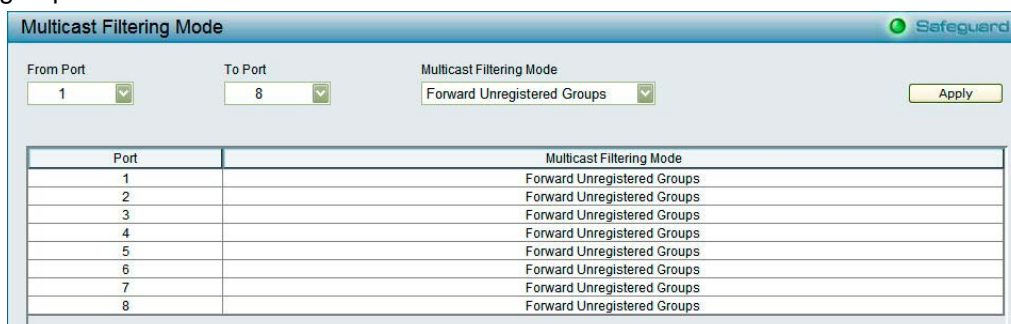 Multicast Filtering Mode Safeguard
From Port To Port Multicast Filtering Mode
1 8 Forward Unregistered Groups Apply
Port Multicast Filtering Mode
1 Forward Unregistered Groups
2 Forward Unregistered Groups
3 Forward Unregistered Groups
4 Forward Unregistered Groups
5 Forward Unregistered Groups
6 Forward Unregistered Groups
7 Forward Unregistered Groups
8 Forward Unregistered Groups